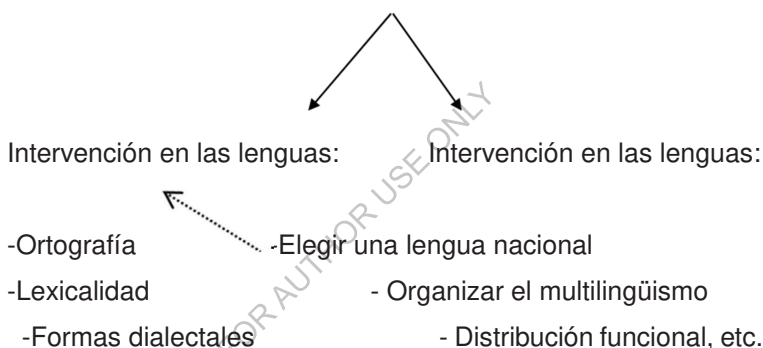 Intervención en las lenguas: Intervención en las lenguas:
-Ortografía -Elegir una lengua nacional
-Lexicalidad - Organizar el multilingüismo
-Formas dialectales - Distribución funcional, etc.
FOR AUTHOR USE ONLY